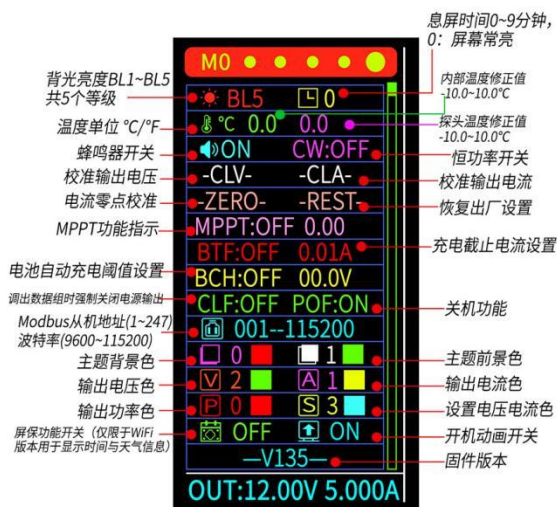 息屏时间0~9分钟，
0：屏幕常亮
M0
背光亮度BL1~BL5
共5个等级
BL5 0
内部温度修正值
-10.0~10.0℃
温度单位 ℃/℉
℃ 0.0 0.0
探头温度修正值
-10.0~10.0℃
蜂鸣器开关
ON CW:OFF
恒功率开关
校准输出电压
-CLV- -CLA-
校准输出电流
电流零点校准
-ZERO- -REST-
恢复出厂设置
MPPT功能指示
MPPT:OFF 0.00
BTF:OFF 0.01A
充电截止电流设置
电池自动充电阈值设置
BCH:OFF 00.0V
调出数据组时强制关闭电源输出
CLF:OFF POF:ON
关机功能
Modbus从机地址(1~247)
波特率(9600~115200)
001--115200
主题背景色
0 1
主题前景色
输出电压色
V 2 A 1
输出电流色
输出功率色
P 0 S 3
设置电压电流色
屏保功能开关（仅限于WiFi
版本用于显示时间与天气信息）
OFF ON
开机动画开关
—V135—
固件版本
OUT:12.00V 5.000A